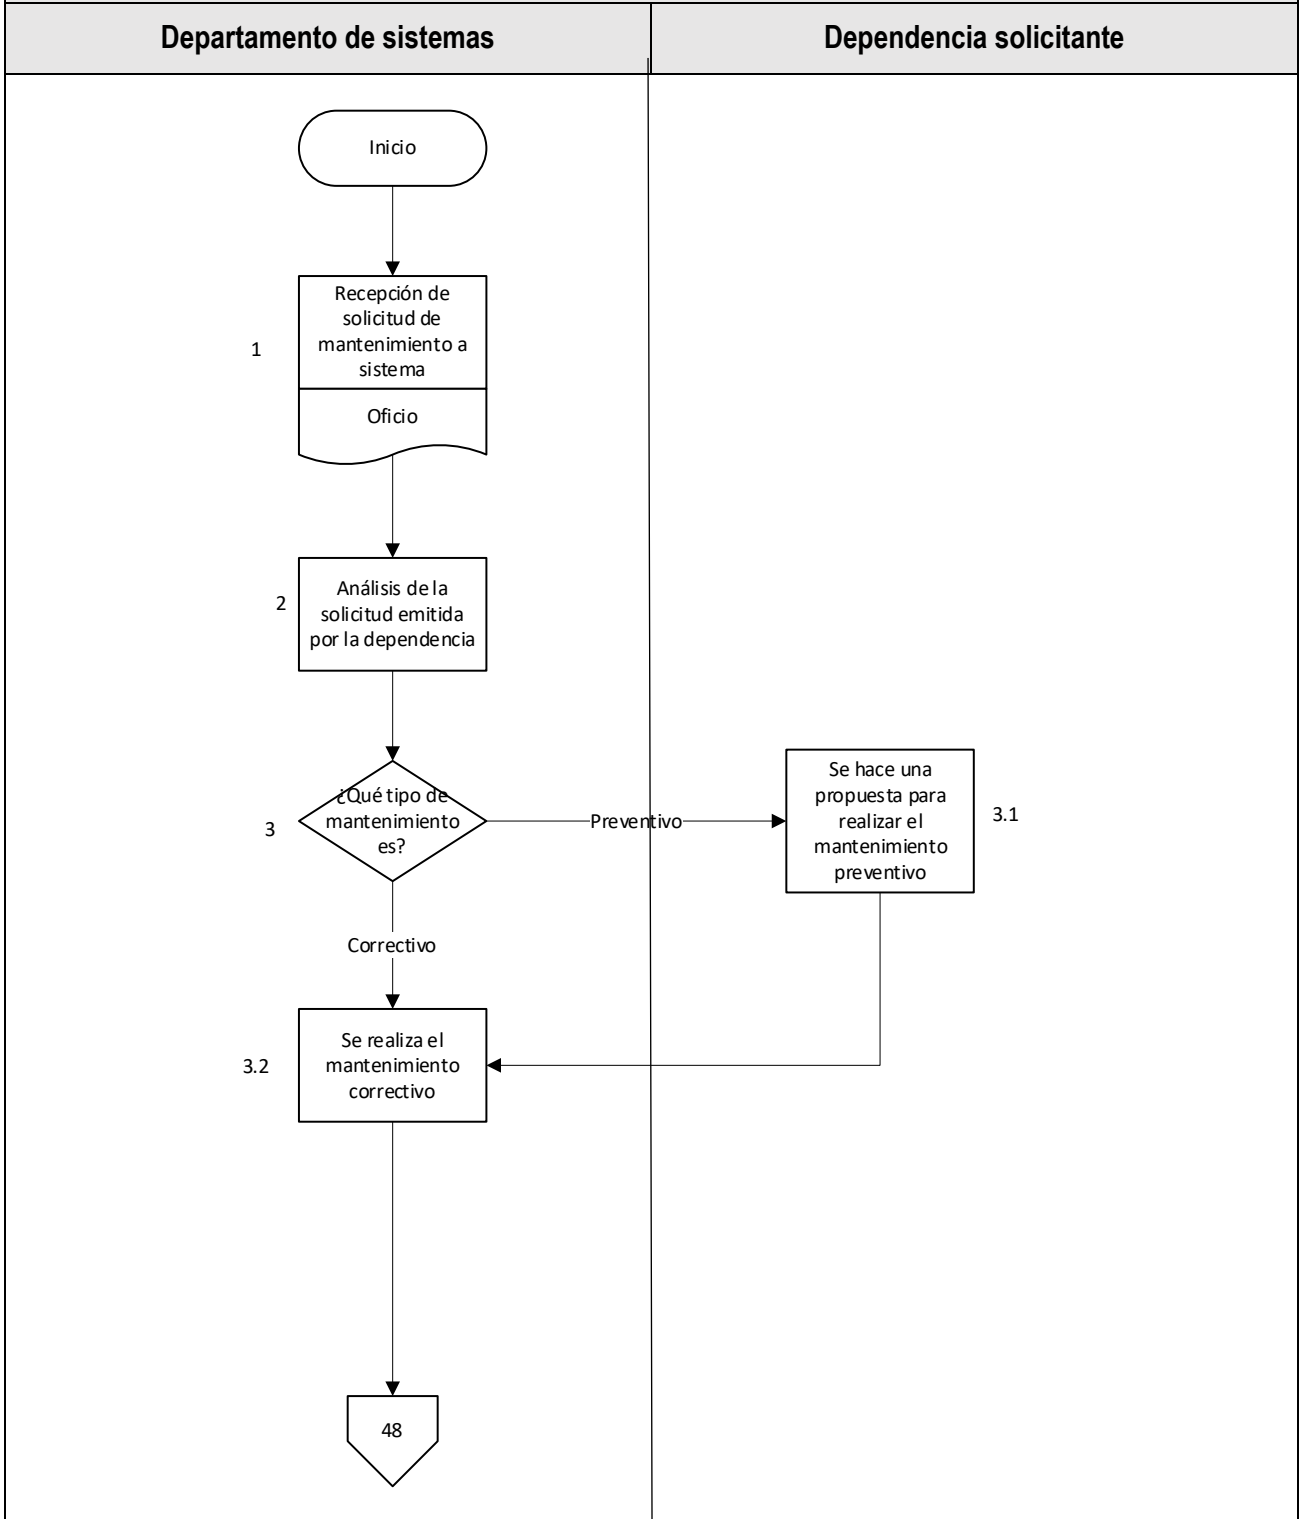 Departamento de sistemas
Dependencia solicitante
Inicio
1
Recepción de
solicitud de
mantenimiento a
sistema
Oficio
2
Análisis de la
solicitud emitida
por la dependencia
3
¿Qué tipo de
mantenimiento
es?
Preventivo
Se hace una
propuesta para
realizar el
mantenimiento
preventivo
3.1
Correctivo
3.2
Se realiza el
mantenimiento
correctivo
48